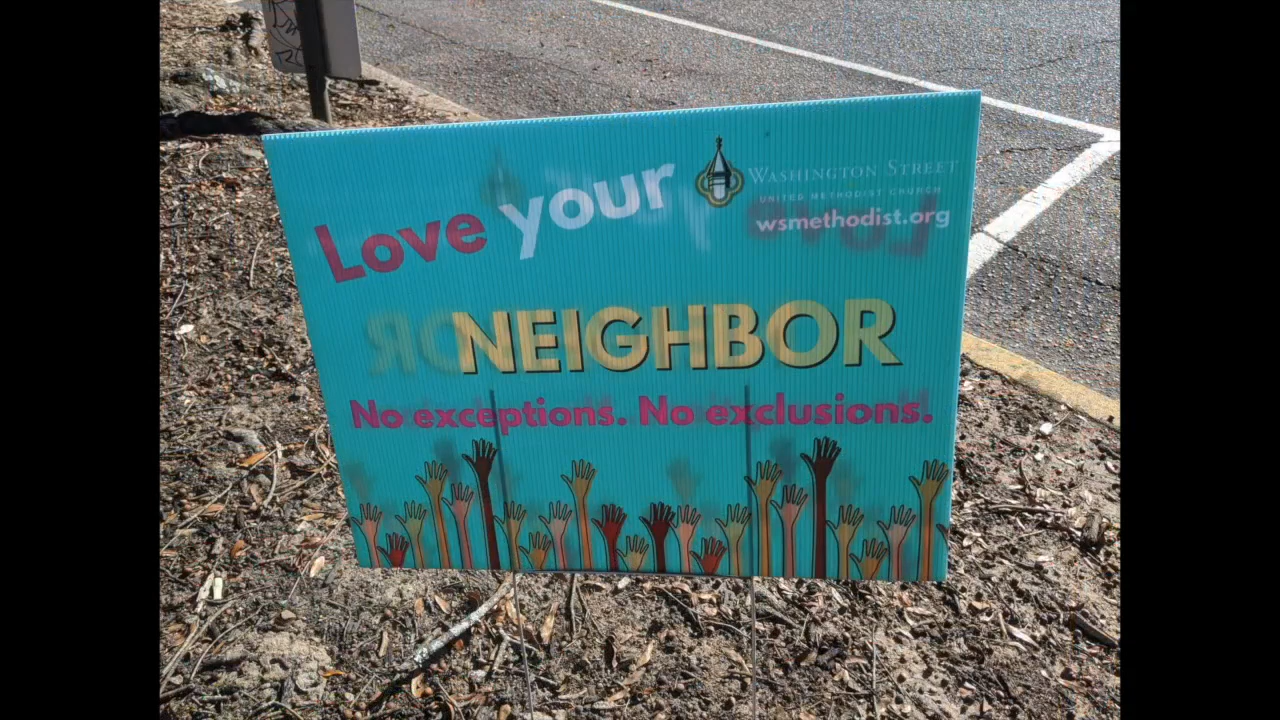 Love your
WASHINGTON STREET
UNITED METHODIST CHURCH
wsmethodist.org
NEIGHBOR
No exceptions. No exclusions.